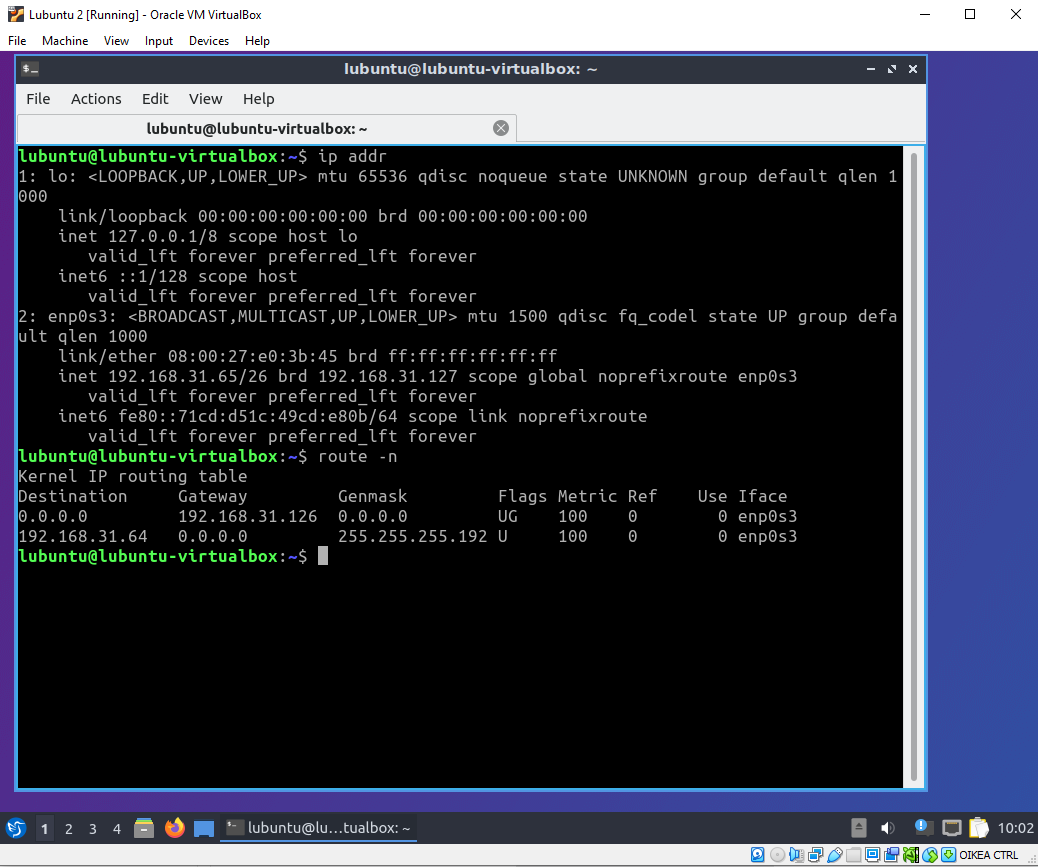 Lubuntu 2 [Running] - Oracle VM VirtualBox
File Machine View Input Devices Help
$_ lubuntu@lubuntu-virtualbox: ~
File Actions Edit View Help
lubuntu@lubuntu-virtualbox: ~
lubuntu@lubuntu-virtualbox:~$ ip addr
1: lo: <LOOPBACK,UP,LOWER_UP> mtu 65536 qdisc noqueue state UNKNOWN group default qlen 1
000
    link/loopback 00:00:00:00:00:00 brd 00:00:00:00:00:00
    inet 127.0.0.1/8 scope host lo
       valid_lft forever preferred_lft forever
    inet6 ::1/128 scope host
       valid_lft forever preferred_lft forever
2: enp0s3: <BROADCAST,MULTICAST,UP,LOWER_UP> mtu 1500 qdisc fq_codel state UP group defa
ult qlen 1000
    link/ether 08:00:27:e0:3b:45 brd ff:ff:ff:ff:ff:ff
    inet 192.168.31.65/26 brd 192.168.31.127 scope global noprefixroute enp0s3
       valid_lft forever preferred_lft forever
    inet6 fe80::71cd:d51c:49cd:e80b/64 scope link noprefixroute
       valid_lft forever preferred_lft forever
lubuntu@lubuntu-virtualbox:~$ route -n
Kernel IP routing table
Destination     Gateway         Genmask         Flags Metric Ref    Use Iface
0.0.0.0         192.168.31.126  0.0.0.0         UG    100    0        0 enp0s3
192.168.31.64   0.0.0.0         255.255.255.192 U     100    0        0 enp0s3
lubuntu@lubuntu-virtualbox:~$
1 2 3 4 lubuntu@lu…tualbox: ~ 10:02
OIKEA CTRL